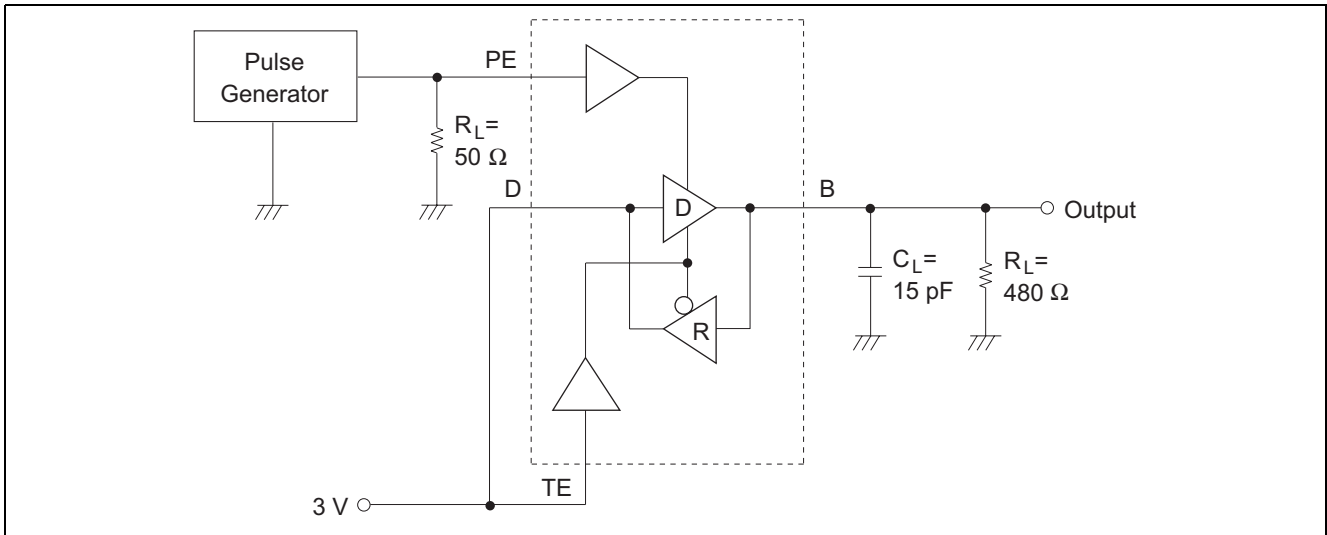 Pulse
Generator
PE
R_L=
50 Ω
D
D
B
Output
C_L=
15 pF
R_L=
480 Ω
R
TE
3 V